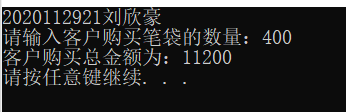 2020112921刘欣豪
请输入客户购买笔袋的数量：400
客户购买总金额为：11200
请按任意键继续. . .